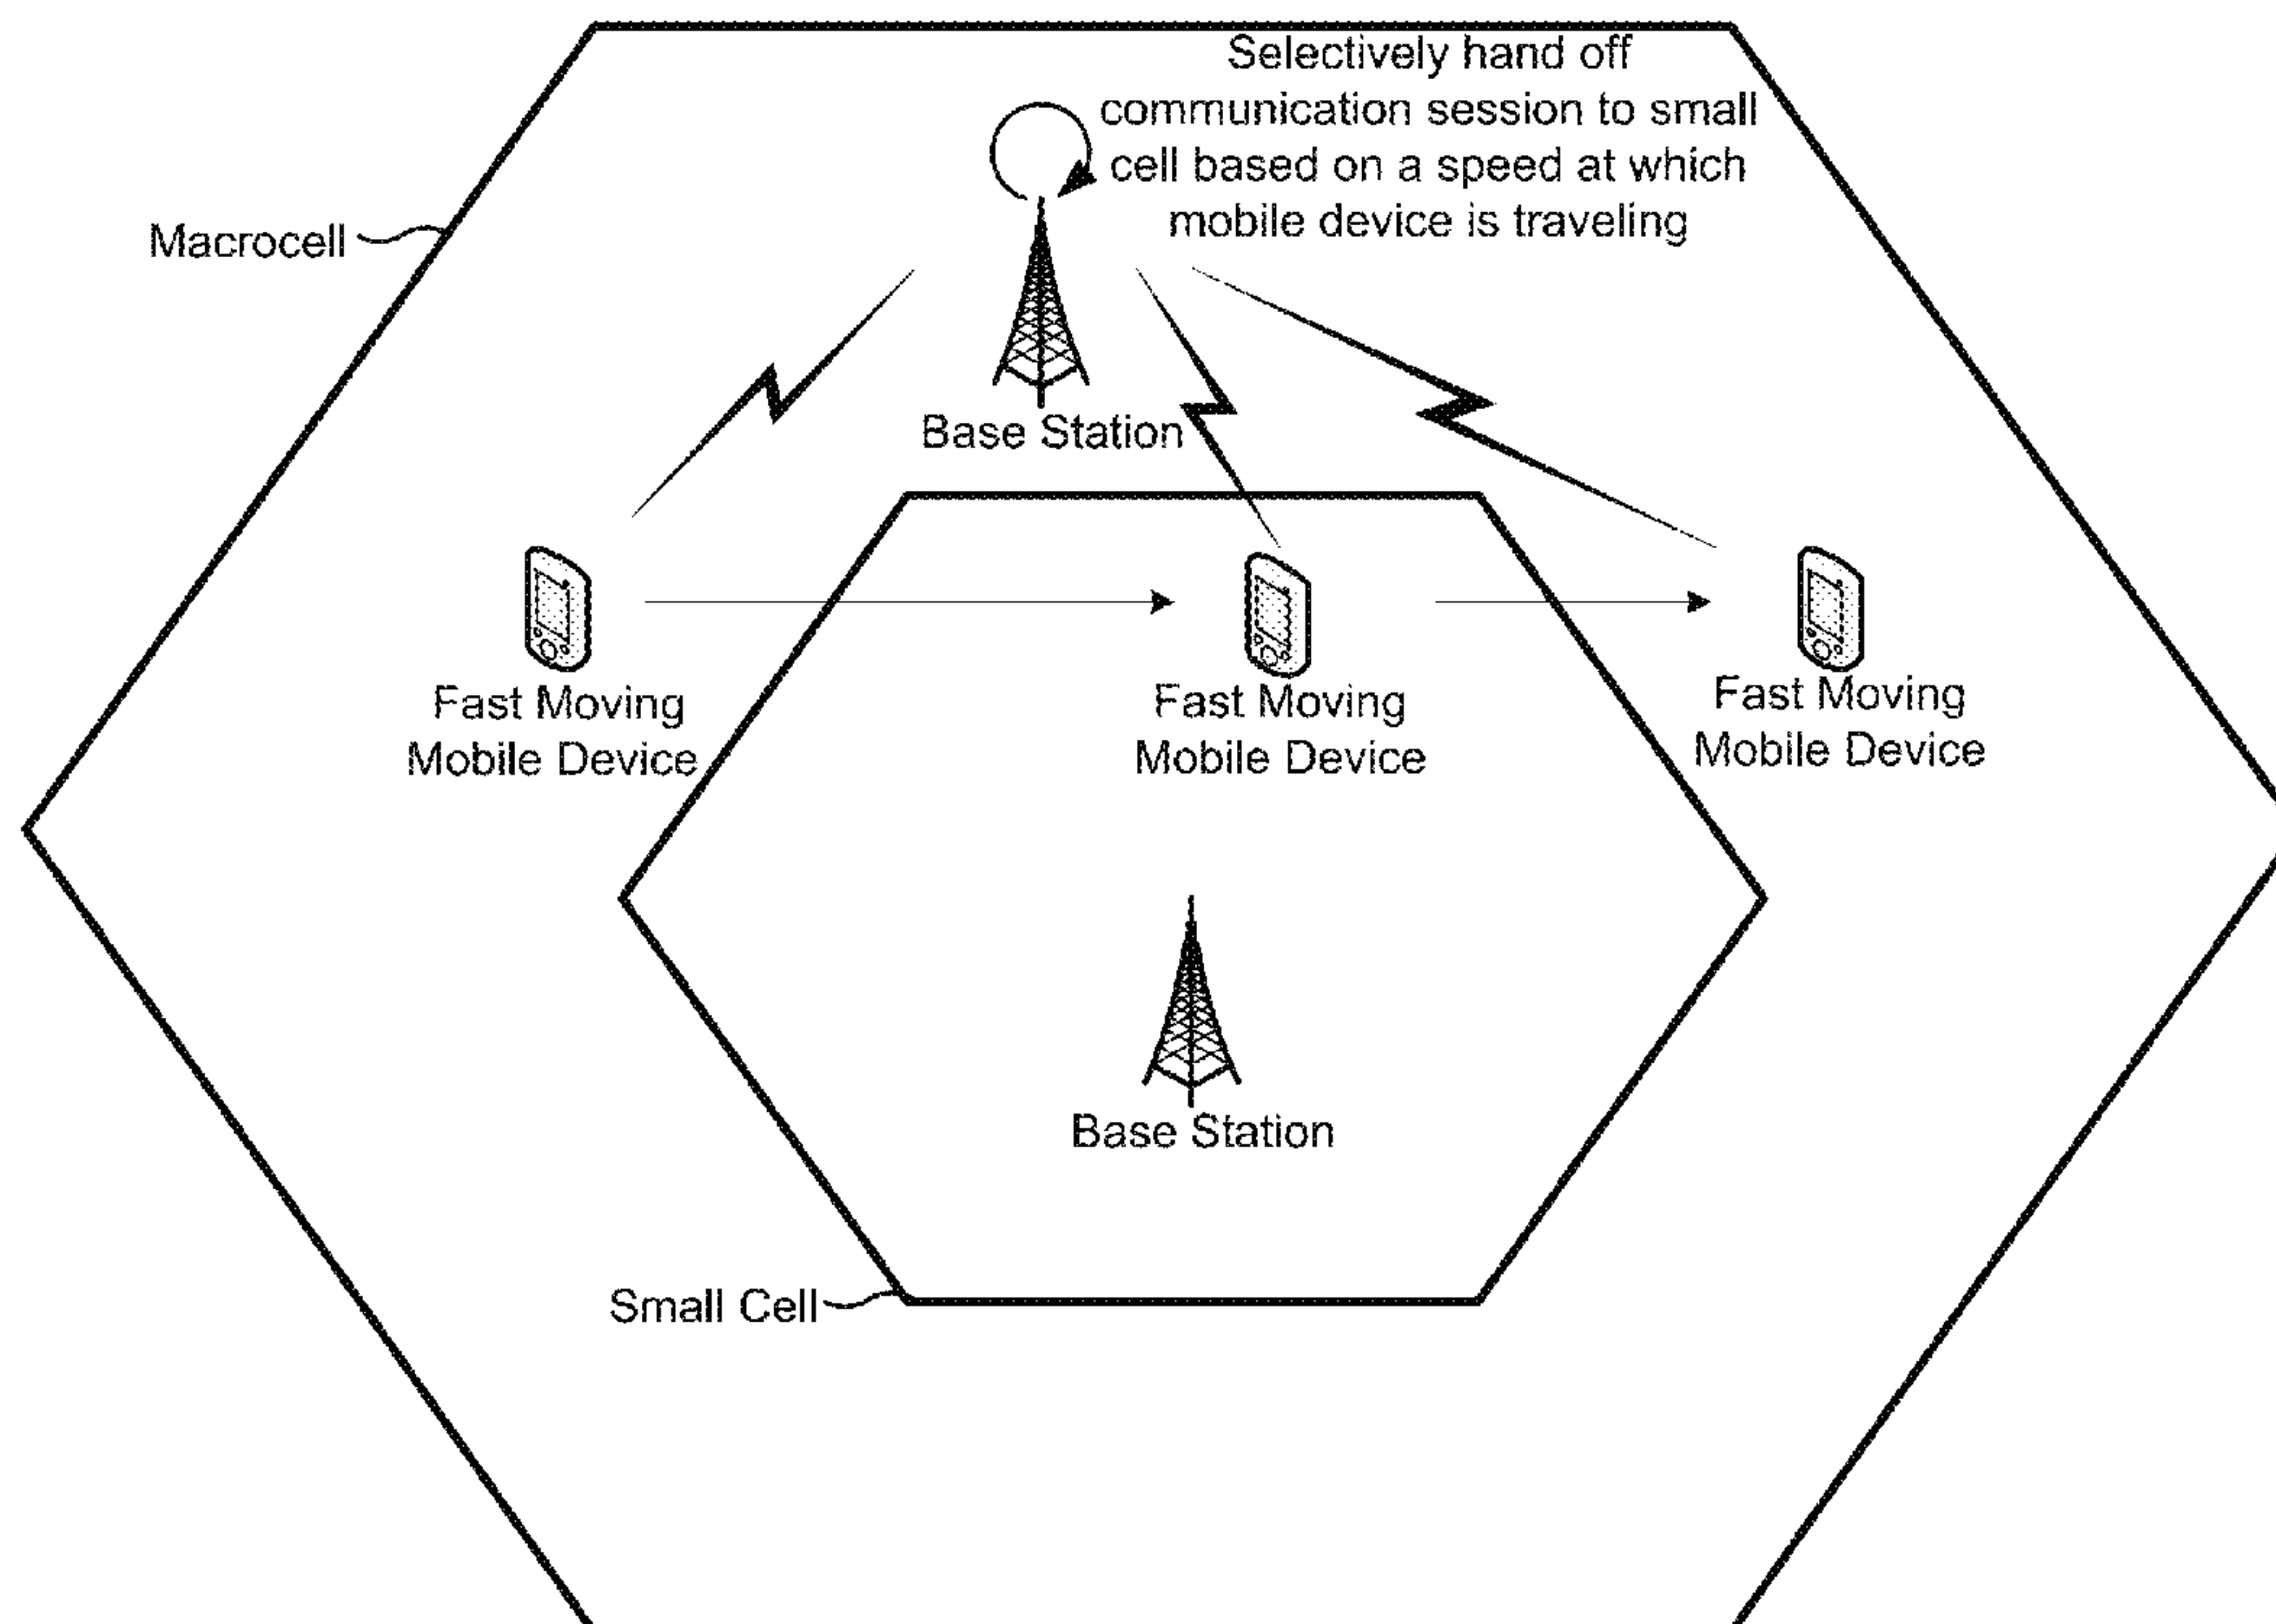 Selectively hand off
communication session to small
cell based on a speed at which
mobile device is traveling
Macrocell
Base Station
Fast Moving
Mobile Device
Fast Moving
Mobile Device
Fast Moving
Mobile Device
Base Station
Small Cell